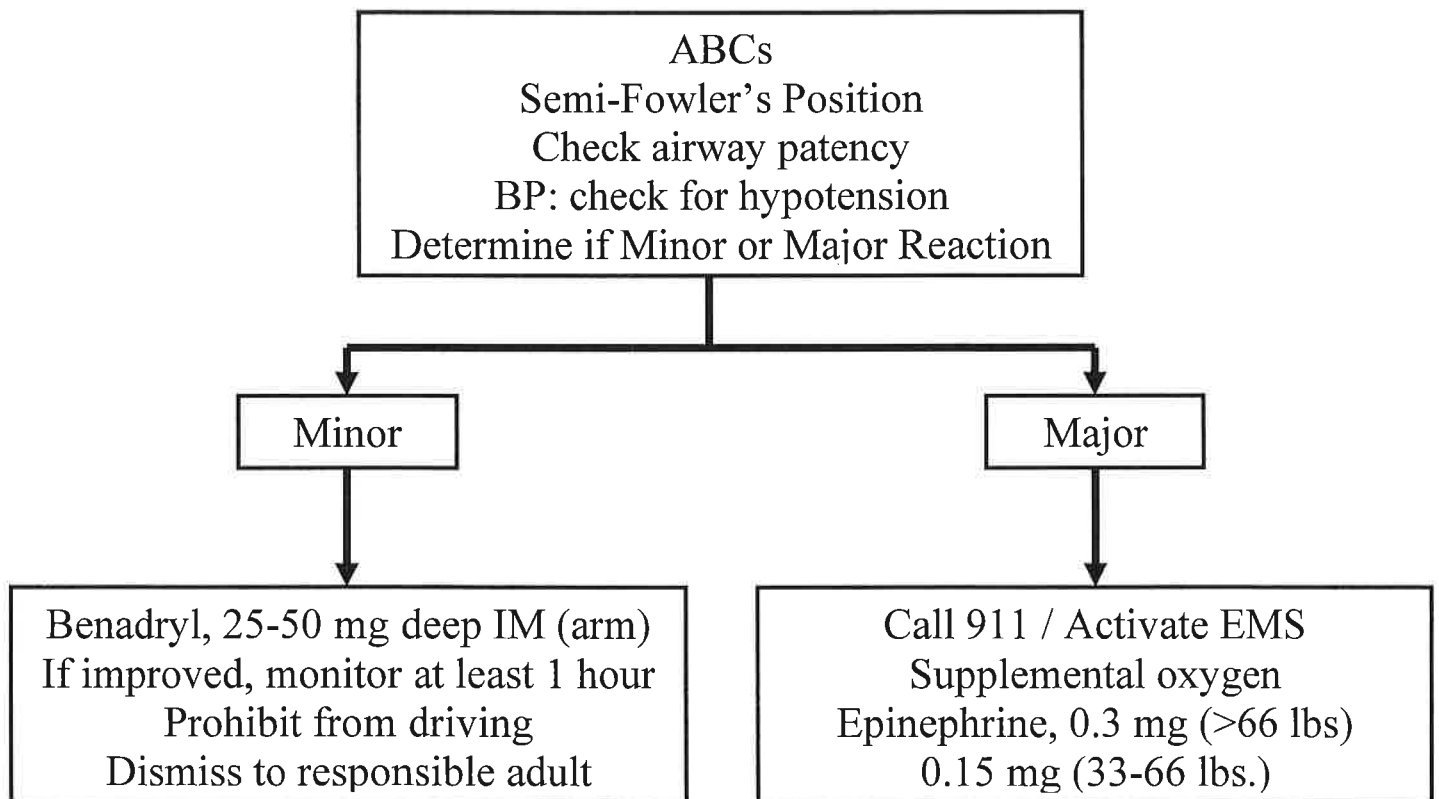 ABCs
Semi-Fowler’s Position
Check airway patency
BP: check for hypotension
Determine if Minor or Major Reaction
Minor
Major
Benadryl, 25-50 mg deep IM (arm)
If improved, monitor at least 1 hour
Prohibit from driving
Dismiss to responsible adult
Call 911 / Activate EMS
Supplemental oxygen
Epinephrine, 0.3 mg (>66 lbs)
0.15 mg (33-66 lbs.)